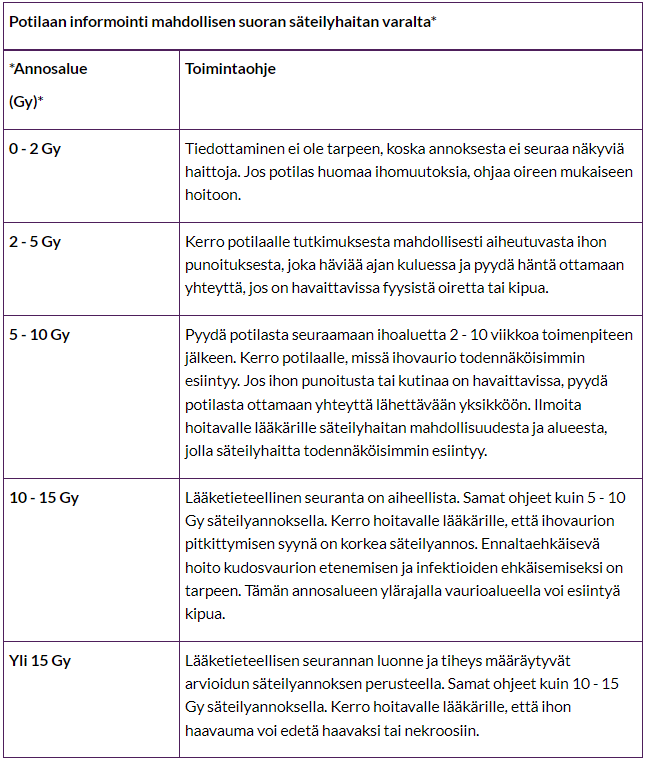 Potilaan informointi mahdollisen suoran säteilyhaitan varalta*
*Annosalue
(Gy)*
Toimintaohje
0 - 2 Gy
Tiedottaminen ei ole tarpeen, koska annoksesta ei seuraa näkyviä
haittoja. Jos potilas huomaa ihomuutoksia, ohjaa oireen mukaiseen
hoitoon.
2 - 5 Gy
Kerro potilaalle tutkimuksesta mahdollisesti aiheutuvasta ihon
punoituksesta, joka häviää ajan kuluessa ja pyydä häntä ottamaan
yhteyttä, jos on havaittavissa fyysistä oiretta tai kipua.
5 - 10 Gy
Pyydä potilasta seuraamaan ihoaluetta 2 - 10 viikkoa toimenpiteen
jälkeen. Kerro potilaalle, missä ihovaurio todennäköisimmin
esiintyy. Jos ihon punoitusta tai kutinaa on havaittavissa, pyydä
potilasta ottamaan yhteyttä lähettävään yksikköön. Ilmoita
hoitavalle lääkärille säteilyhaitan mahdollisuudesta ja alueesta,
jolla säteilyhaitta todennäköisimmin esiintyy.
10 - 15 Gy
Lääketieteellinen seuranta on aiheellista. Samat ohjeet kuin 5 - 10
Gy säteilyannoksella. Kerro hoitavalle lääkärille, että ihovaurion
pitkittymisen syynä on korkea säteilyannos. Ennaltaehkäisevä
hoito kudosvaurion etenemisen ja infektioiden ehkäisemiseksi on
tarpeen. Tämän annosalueen ylärajalla vaurioalueella voi esiintyä
kipua.
Yli 15 Gy
Lääketieteellisen seurannan luonne ja tiheys määräytyvät
arvioidun säteilyannoksen perusteella. Samat ohjeet kuin 10 - 15
Gy säteilyannoksella. Kerro hoitavalle lääkärille, että ihon
haavauma voi edetä haavaksi tai nekroosiin.